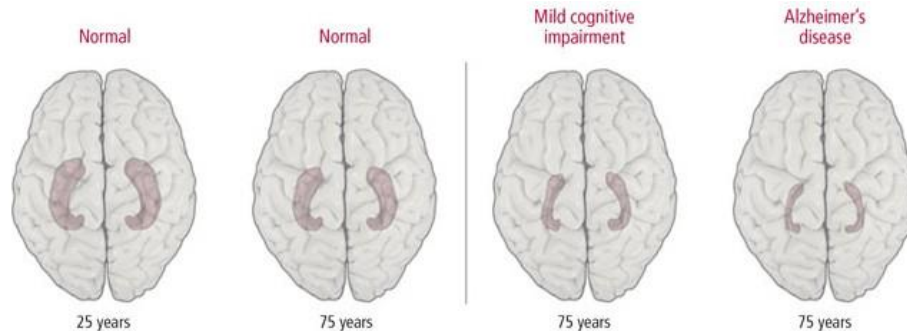 Normal
Normal
Mild cognitive
impairment
Alzheimer's
disease
25 years
75 years
75 years
75 years